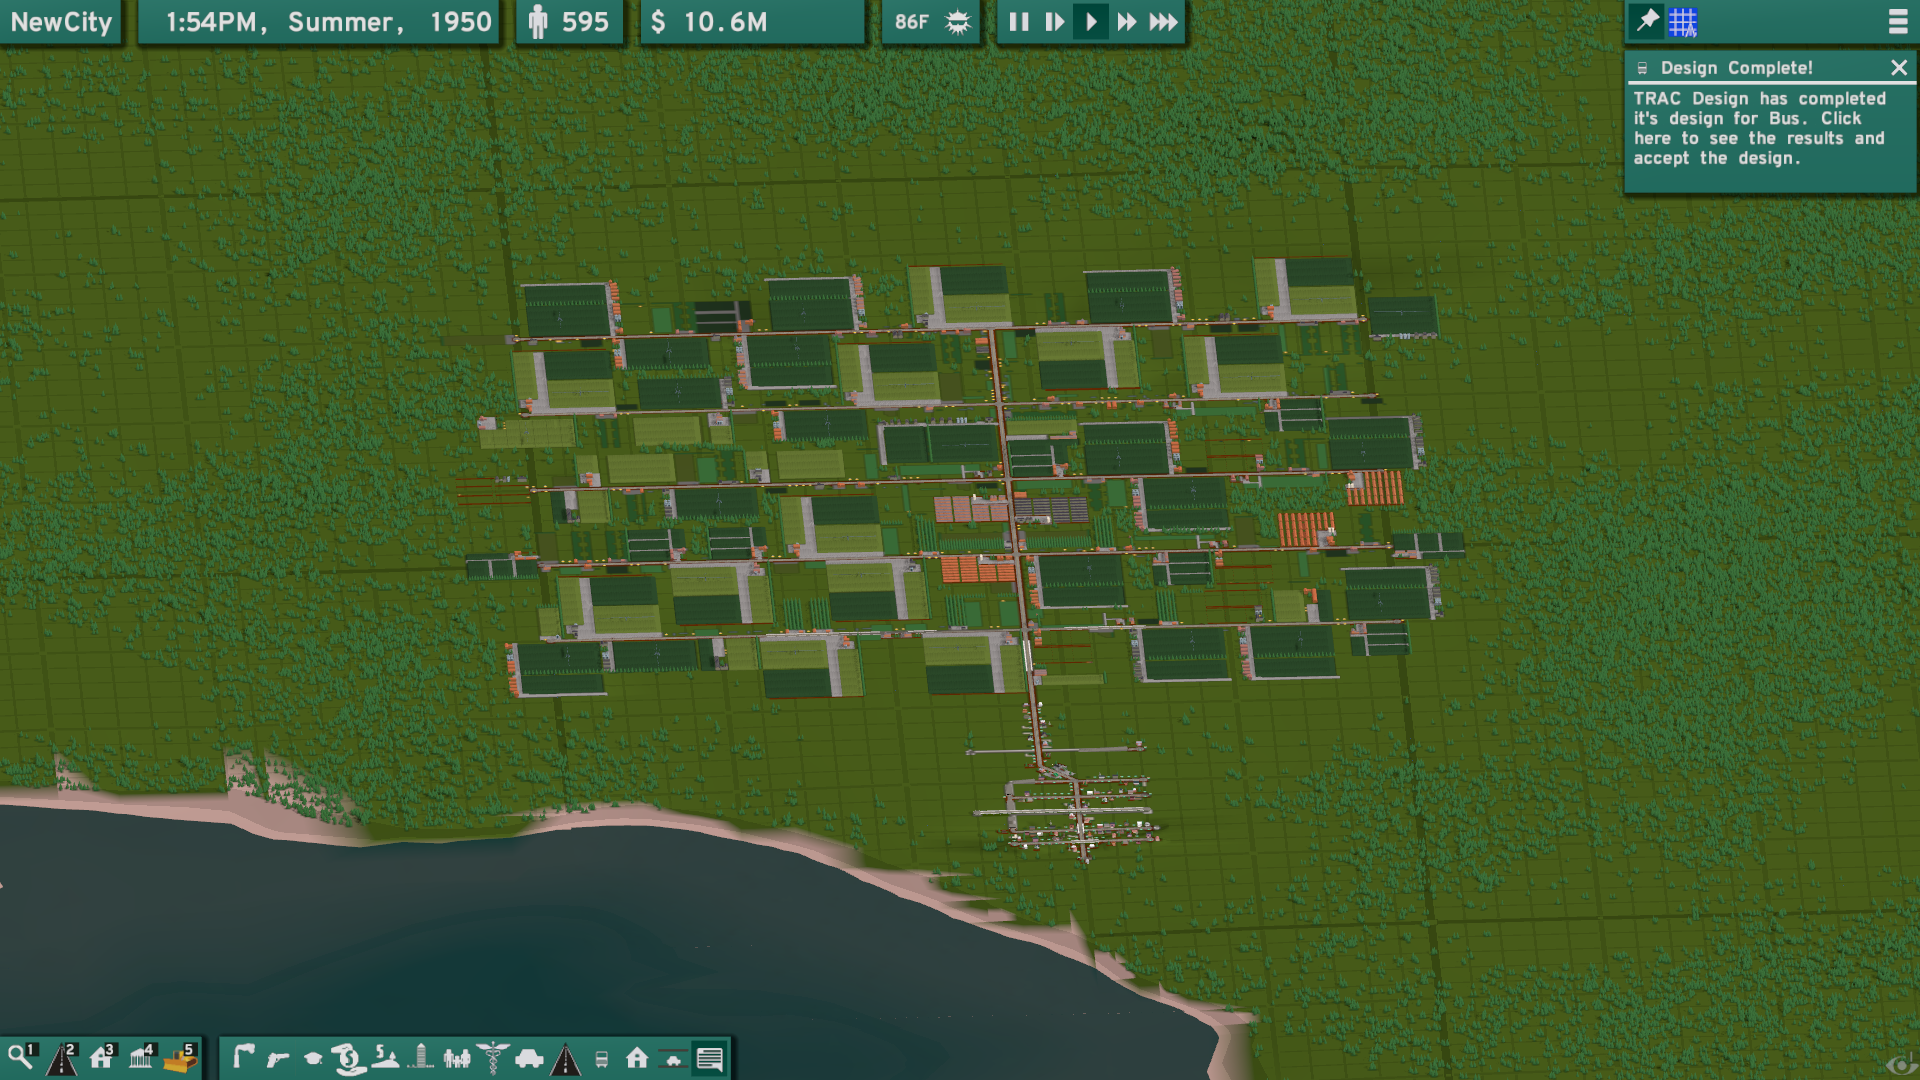 NewCity
1:54PM, Summer, 1950
595
$ 10.6M
86F
Design Complete!
TRAC Design has completed
it's design for Bus. Click
here to see the results and
accept the design.
1
2
3
4
5